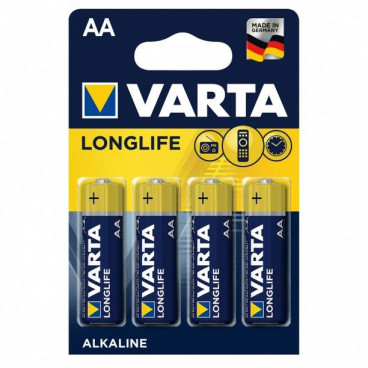 AA
MADE IN
GERMANY
VARTA
LONGLIFE
+ + + +
AA AA AA AA
VARTA VARTA VARTA VARTA
LONGLIFE LONGLIFE LONGLIFE LONGLIFE
ALKALINE